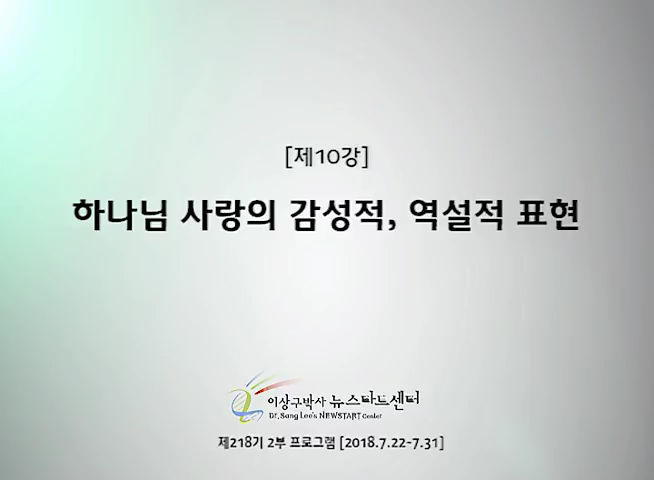 [제10강]
하나님 사랑의 감성적, 역설적 표현
이상구박사 뉴스타트센터
Dr. Sang Lee's NEWSTART Center
제218기 2부 프로그램 [2018.7.22-7.31]